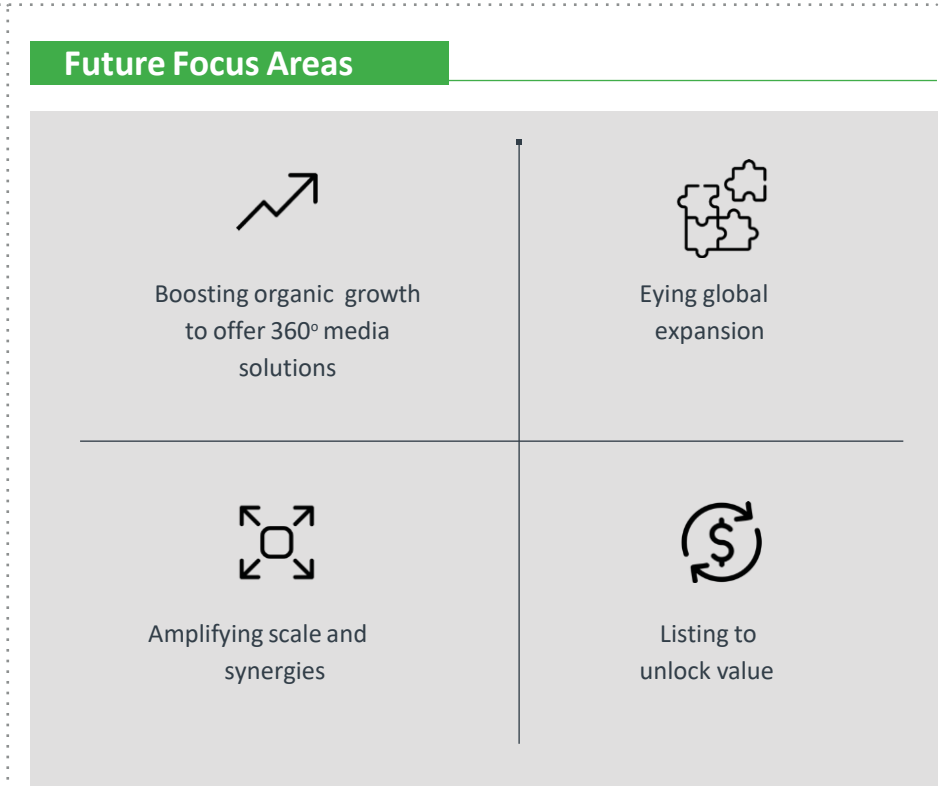 Future Focus Areas
Boosting organic growth
to offer 360º media
solutions
Eying global
expansion
Amplifying scale and
synergies
Listing to
unlock value